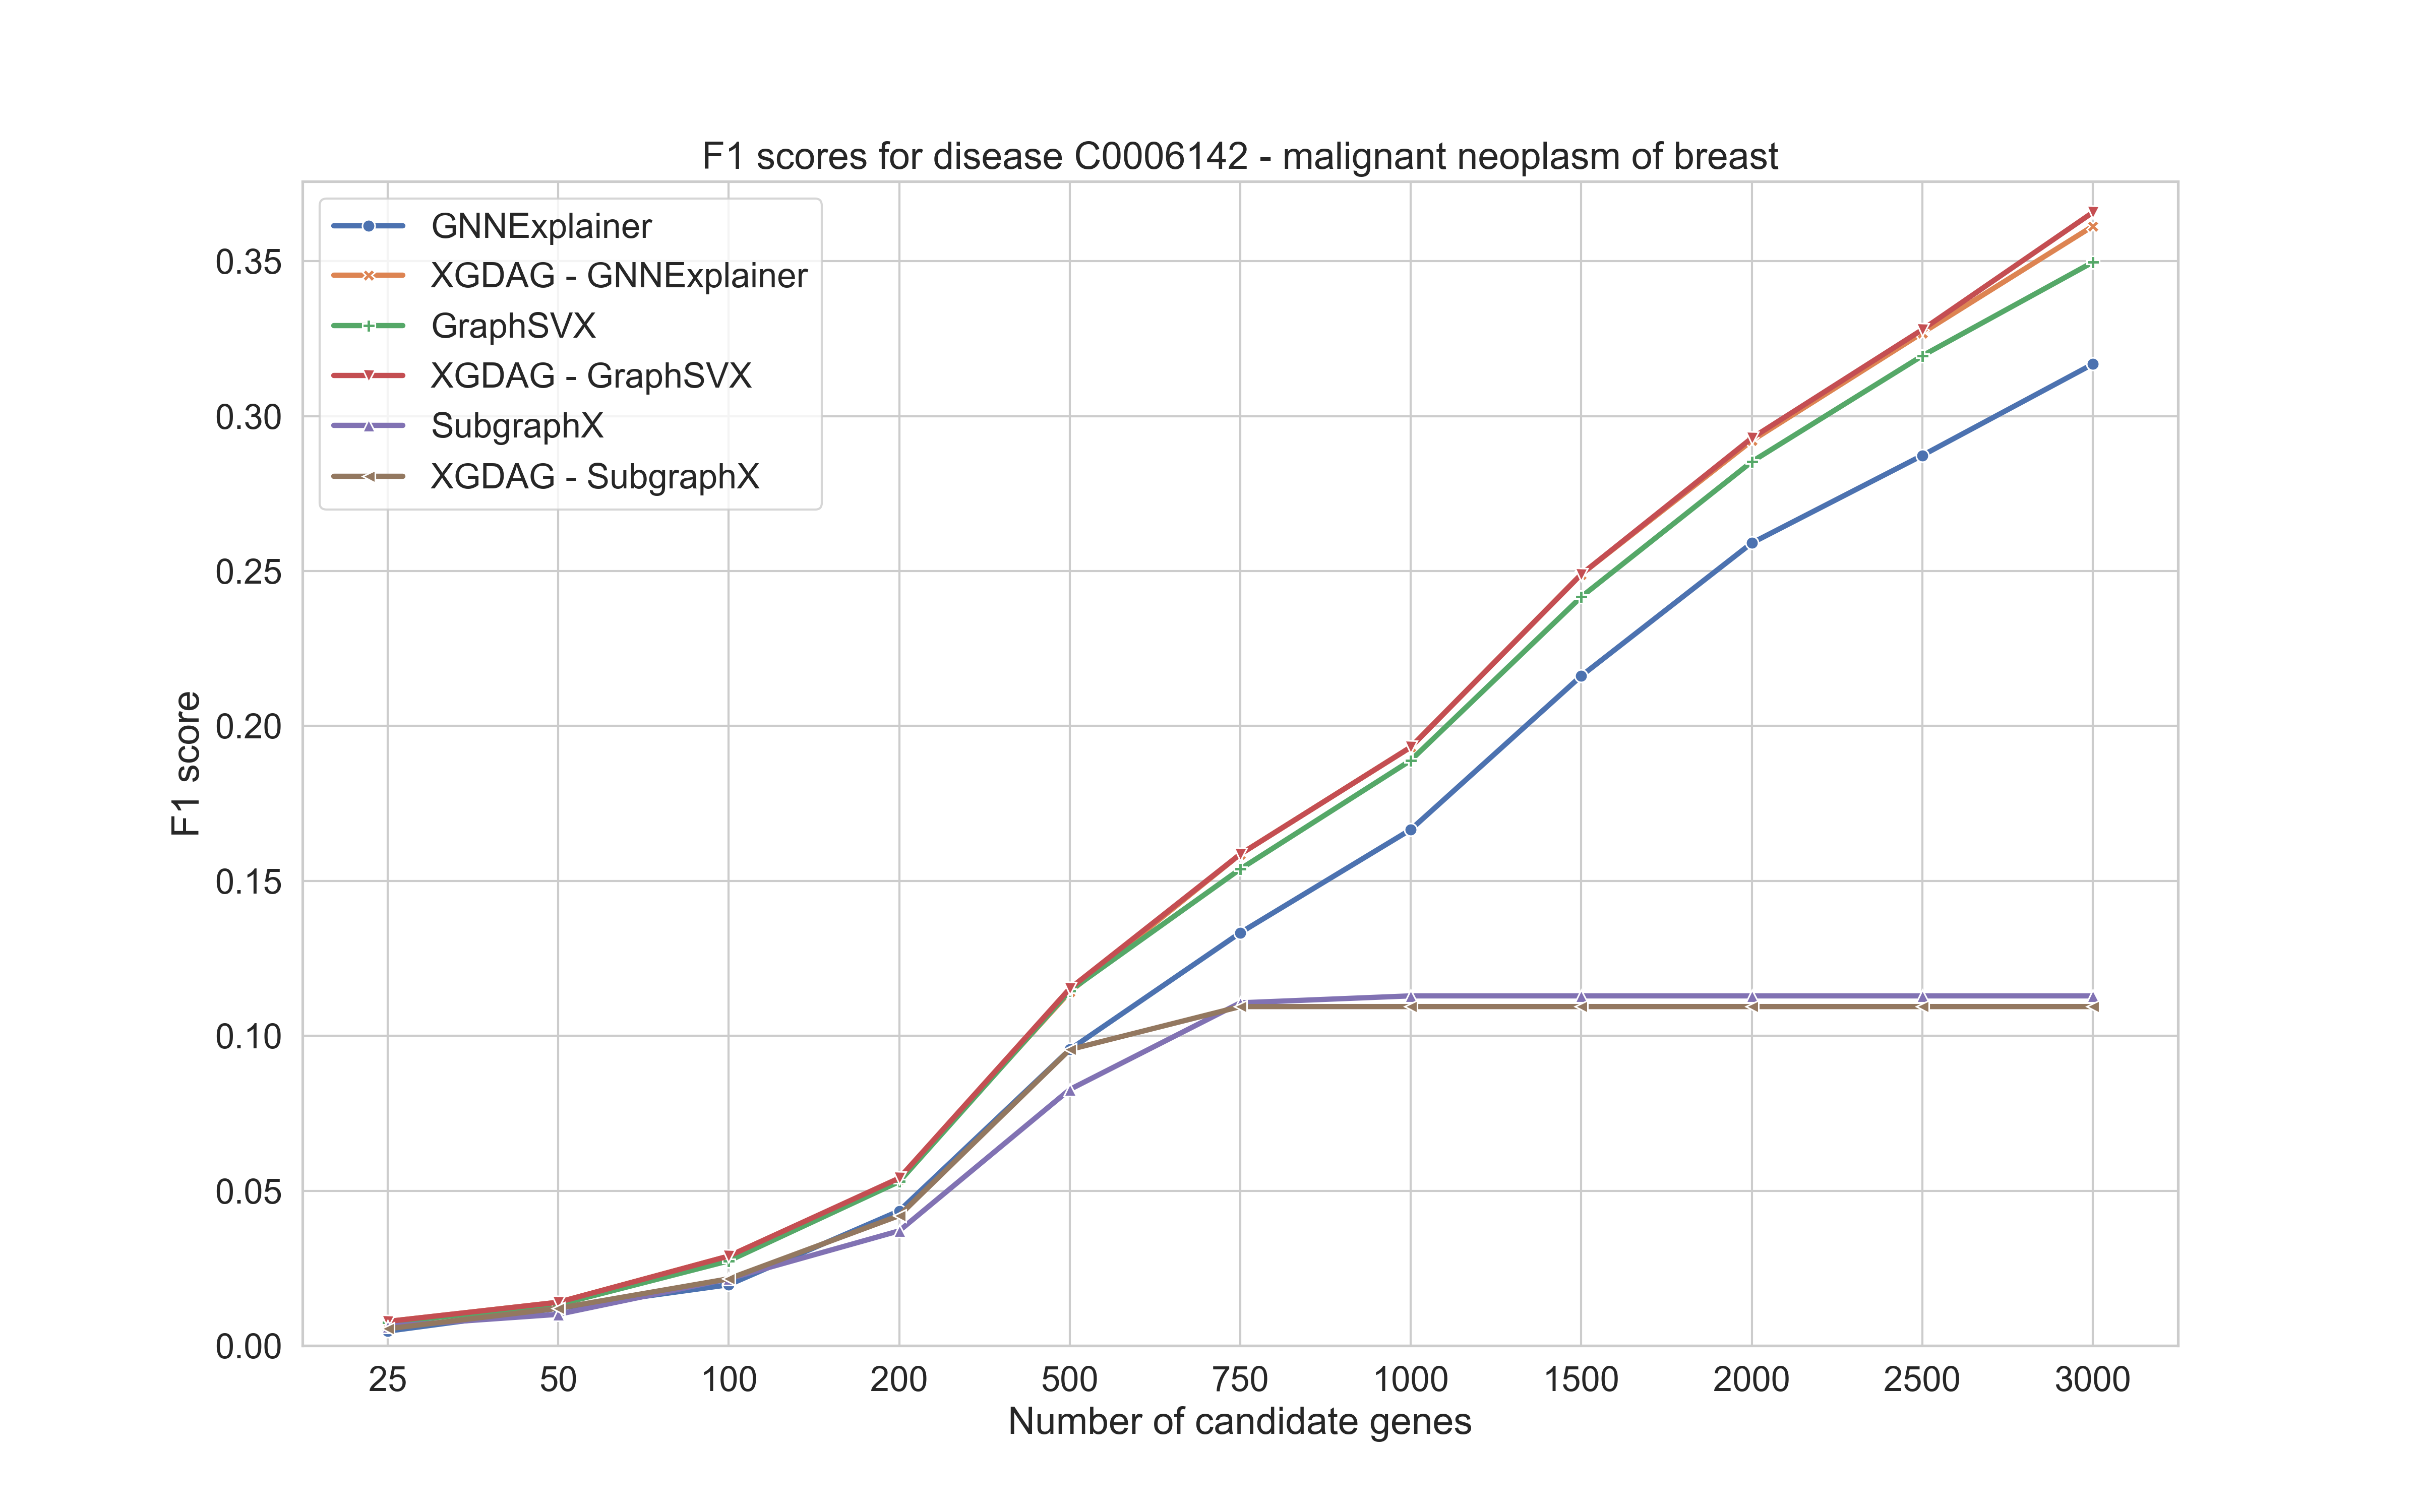 F1 scores for disease C0006142 - malignant neoplasm of breast
GNNExplainer
XGDAG - GNNExplainer
GraphSVX
XGDAG - GraphSVX
SubgraphX
XGDAG - SubgraphX
0.35
0.30
0.25
0.20
0.15
0.10
0.05
0.00
F1 score
25 50 100 200 500 750 1000 1500 2000 2500 3000
Number of candidate genes